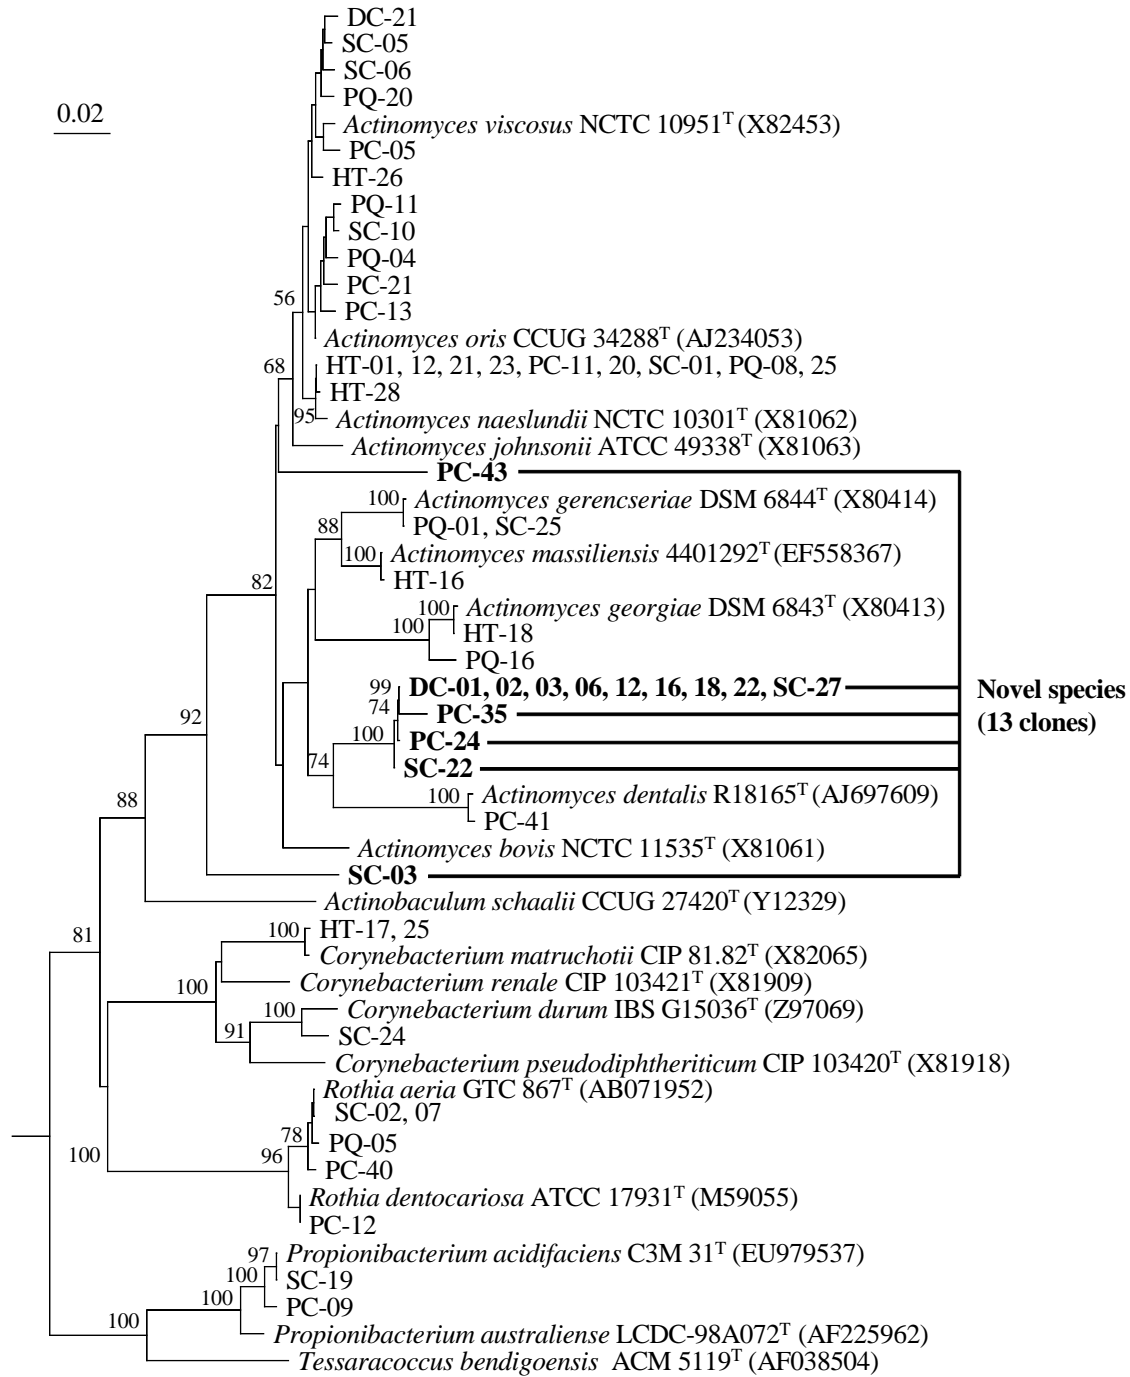 DC-21
SC-05
SC-06
PQ-20
0.02
Actinomyces viscosus NCTC 10951T (X82453)
PC-05
HT-26
PQ-11
SC-10
PQ-04
PC-21
56
PC-13
Actinomyces oris CCUG 34288T (AJ234053)
68
HT-01, 12, 21, 23, PC-11, 20, SC-01, PQ-08, 25
HT-28
95
Actinomyces naeslundii NCTC 10301T (X81062)
Actinomyces johnsonii ATCC 49338T (X81063)
PC-43
100
Actinomyces gerencseriae DSM 6844T (X80414)
88
PQ-01, SC-25
100
Actinomyces massiliensis 4401292T (EF558367)
82
HT-16
100
Actinomyces georgiae DSM 6843T (X80413)
100
HT-18
PQ-16
99
DC-01, 02, 03, 06, 12, 16, 18, 22, SC-27
Novel species
(13 clones)
74
PC-35
92
100
PC-24
74
SC-22
100
Actinomyces dentalis R18165T (AJ697609)
88
PC-41
Actinomyces bovis NCTC 11535T (X81061)
SC-03
Actinobaculum schaalii CCUG 27420T (Y12329)
81
100
HT-17, 25
Corynebacterium matruchotii CIP 81.82T (X82065)
100
Corynebacterium renale CIP 103421T (X81909)
100
Corynebacterium durum IBS G15036T (Z97069)
91
SC-24
Corynebacterium pseudodiphtheriticum CIP 103420T (X81918)
Rothia aeria GTC 867T (AB071952)
SC-02, 07
78
PQ-05
100
96
PC-40
Rothia dentocariosa ATCC 17931T (M59055)
PC-12
97
Propionibacterium acidifaciens C3M 31T (EU979537)
100
SC-19
100
PC-09
100
Propionibacterium australiense LCDC-98A072T (AF225962)
Tessaracoccus bendigoensis ACM 5119T (AF038504)